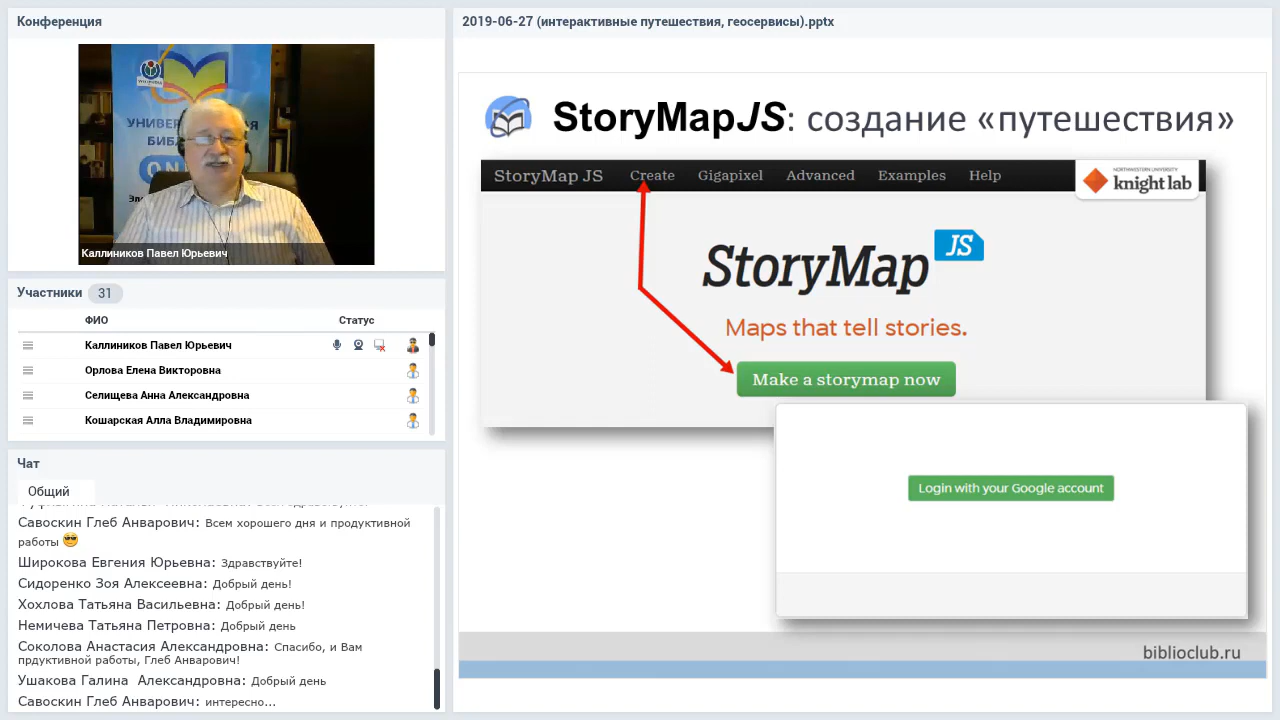 Конференция
УНИВЕ
АЯ
БИБЛ
Каллиников Павел Юрьевич
Участники 31
ФИО Статус
Каллиников Павел Юрьевич
Орлова Елена Викторовна
Селищева Анна Александровна
Кошарская Алла Владимировна
Чат
Общий
Савоскин Глеб Анварович: Всем хорошего дня и продуктивной
работы
Широкова Евгения Юрьевна: Здравствуйте!
Сидоренко Зоя Алексеевна: Добрый день!
Хохлова Татьяна Васильевна: Добрый день!
Немичева Татьяна Петровна: Добрый день
Соколова Анастасия Александровна: Спасибо, и Вам
прдуктивной работы, Глеб Анварович!
Ушакова Галина Александровна: Добрый день
Савоскин Глеб Анварович: интересно...
2019-06-27 (интерактивные путешествия, геосервисы).pptx
StoryMapJS: создание «путешествия»
StoryMap JS Create Gigapixel Advanced Examples Help
NORTHWESTERN UNIVERSITY
knight lab
StoryMap JS
Maps that tell stories.
Make a storymap now
Login with your Google account
biblioclub.ru